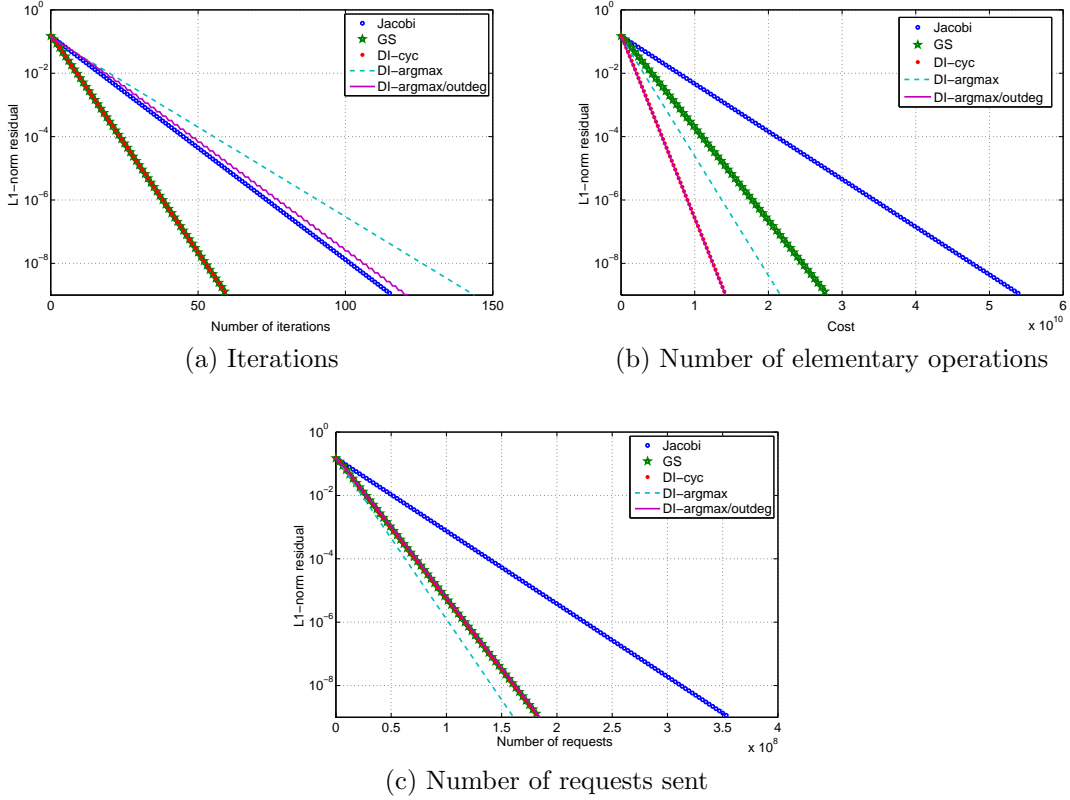 10^0
10^-2
10^-4
10^-6
10^-8
L1-norm residual
0
50
100
150
Number of iterations
Jacobi
GS
DI-cyc
DI-argmax
DI-argmax/outdeg
(a) Iterations
10^0
10^-2
10^-4
10^-6
10^-8
L1-norm residual
0
1
2
3
4
5
6
x 10^10
Cost
Jacobi
GS
DI-cyc
DI-argmax
DI-argmax/outdeg
(b) Number of elementary operations
10^0
10^-2
10^-4
10^-6
10^-8
L1-norm residual
0
0.5
1
1.5
2
2.5
3
3.5
4
x 10^8
Number of requests
Jacobi
GS
DI-cyc
DI-argmax
DI-argmax/outdeg
(c) Number of requests sent